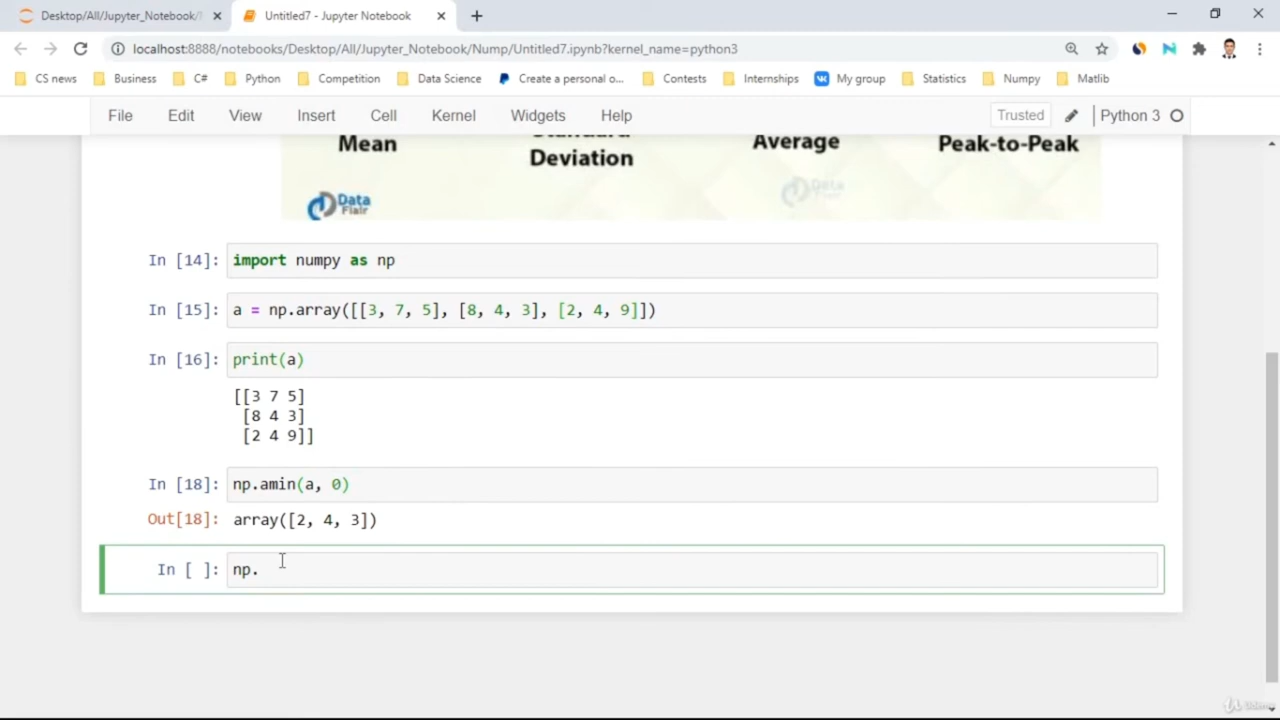 Desktop/All/Jupyter_Notebook/
Untitled7 - Jupyter Notebook
localhost:8888/notebooks/Desktop/All/Jupyter_Notebook/Nump/Untitled7.ipynb?kernel_name=python3
CS news Business C# Python Competition Data Science Create a personal o... Contests Internships My group Statistics Numpy Matlib
File Edit View Insert Cell Kernel Widgets Help Trusted Python 3
Mean Standard Deviation Average Peak-to-Peak
Data Flair
In [14]: import numpy as np
In [15]: a = np.array([[3, 7, 5], [8, 4, 3], [2, 4, 9]])
In [16]: print(a)
[[3 7 5]
[8 4 3]
[2 4 9]]
In [18]: np.amin(a, 0)
Out[18]: array([2, 4, 3])
In [ ]: np.
Udemy